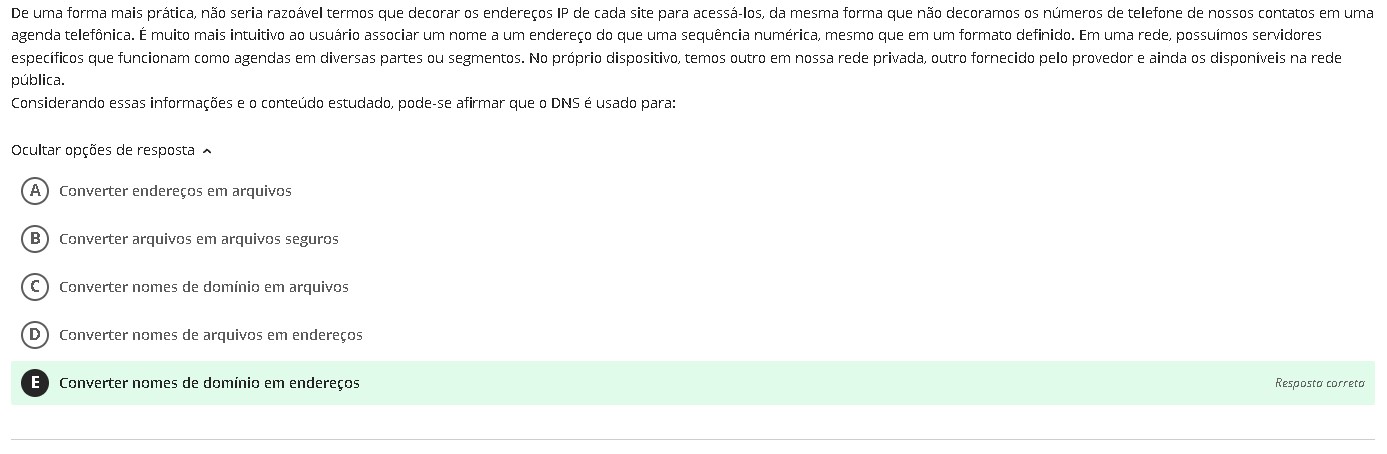 De uma forma mais prática, não seria razoável termos que decorar os endereços IP de cada site para acessá-los, da mesma forma que não decoramos os números de telefone de nossos contatos em uma
agenda telefônica. É muito mais intuitivo ao usuário associar um nome a um endereço do que uma sequência numérica, mesmo que em um formato definido. Em uma rede, possuímos servidores
específicos que funcionam como agendas em diversas partes ou segmentos. No próprio dispositivo, temos outro em nossa rede privada, outro fornecido pelo provedor e ainda os disponíveis na rede
pública.
Considerando essas informações e o conteúdo estudado, pode-se afirmar que o DNS é usado para:
Ocultar opções de resposta
A Converter endereços em arquivos
B Converter arquivos em arquivos seguros
C Converter nomes de domínio em arquivos
D Converter nomes de arquivos em endereços
E Converter nomes de domínio em endereços Resposta correta